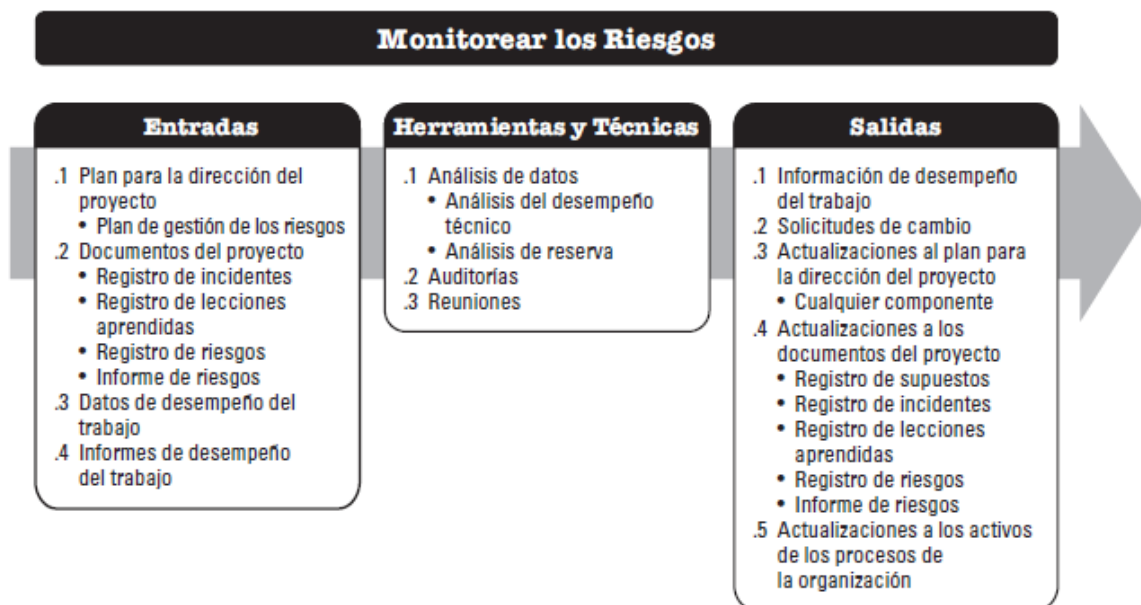 Monitorear los Riesgos
Entradas
.1 Plan para la dirección del
proyecto
• Plan de gestión de los riesgos
.2 Documentos del proyecto
• Registro de incidentes
• Registro de lecciones
aprendidas
• Registro de riesgos
• Informe de riesgos
.3 Datos de desempeño del
trabajo
.4 Informes de desempeño
del trabajo
Herramientas y Técnicas
.1 Análisis de datos
• Análisis del desempeño
técnico
• Análisis de reserva
.2 Auditorías
.3 Reuniones
Salidas
.1 Información de desempeño
del trabajo
.2 Solicitudes de cambio
.3 Actualizaciones al plan para
la dirección del proyecto
• Cualquier componente
.4 Actualizaciones a los
documentos del proyecto
• Registro de supuestos
• Registro de incidentes
• Registro de lecciones
aprendidas
• Registro de riesgos
• Informe de riesgos
.5 Actualizaciones a los activos
de los procesos de
la organización